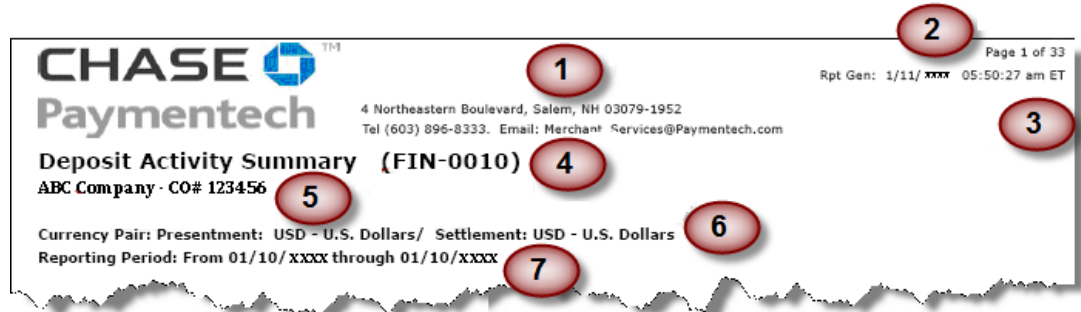 CHASE TM
Paymentech
1
2
Page 1 of 33
Rpt Gen: 1/11/xxxx 05:50:27 am ET
4 Northeastern Boulevard, Salem, NH 03079-1952
Tel (603) 896-8333. Email: Merchant Services@Paymentech.com
3
Deposit Activity Summary (FIN-0010)
4
ABC Company - CO# 123456
5
Currency Pair: Presentment: USD - U.S. Dollars/ Settlement: USD - U.S. Dollars
6
Reporting Period: From 01/10/xxxx through 01/10/xxxx
7